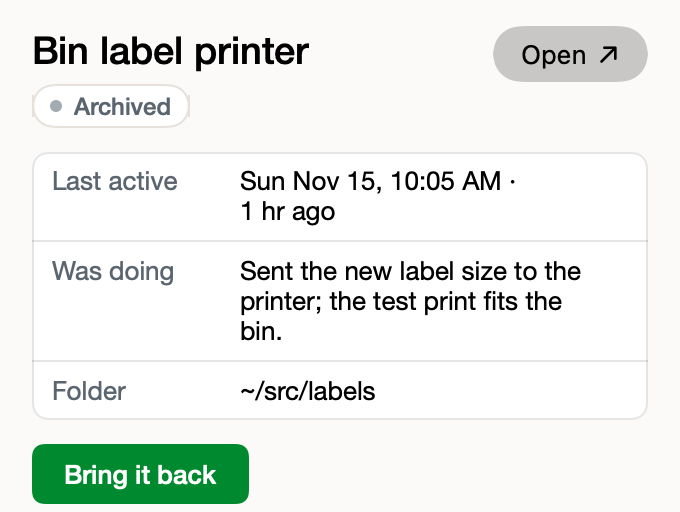 Bin label printer
Open ↗
Archived
Last active
Sun Nov 15, 10:05 AM ·
1 hr ago
Was doing
Sent the new label size to the
printer; the test print fits the
bin.
Folder
~/src/labels
Bring it back